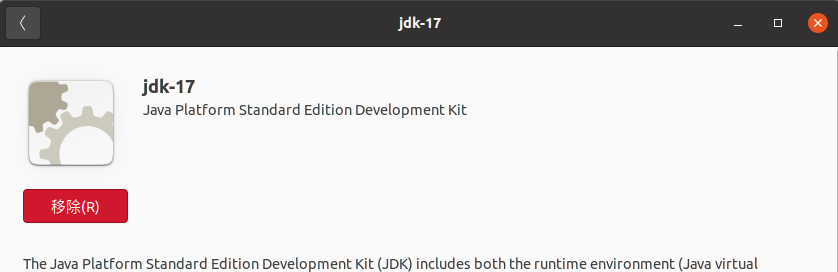 jdk-17
jdk-17
Java Platform Standard Edition Development Kit
移除(R)
The Java Platform Standard Edition Development Kit (JDK) includes both the runtime environment (Java virtual